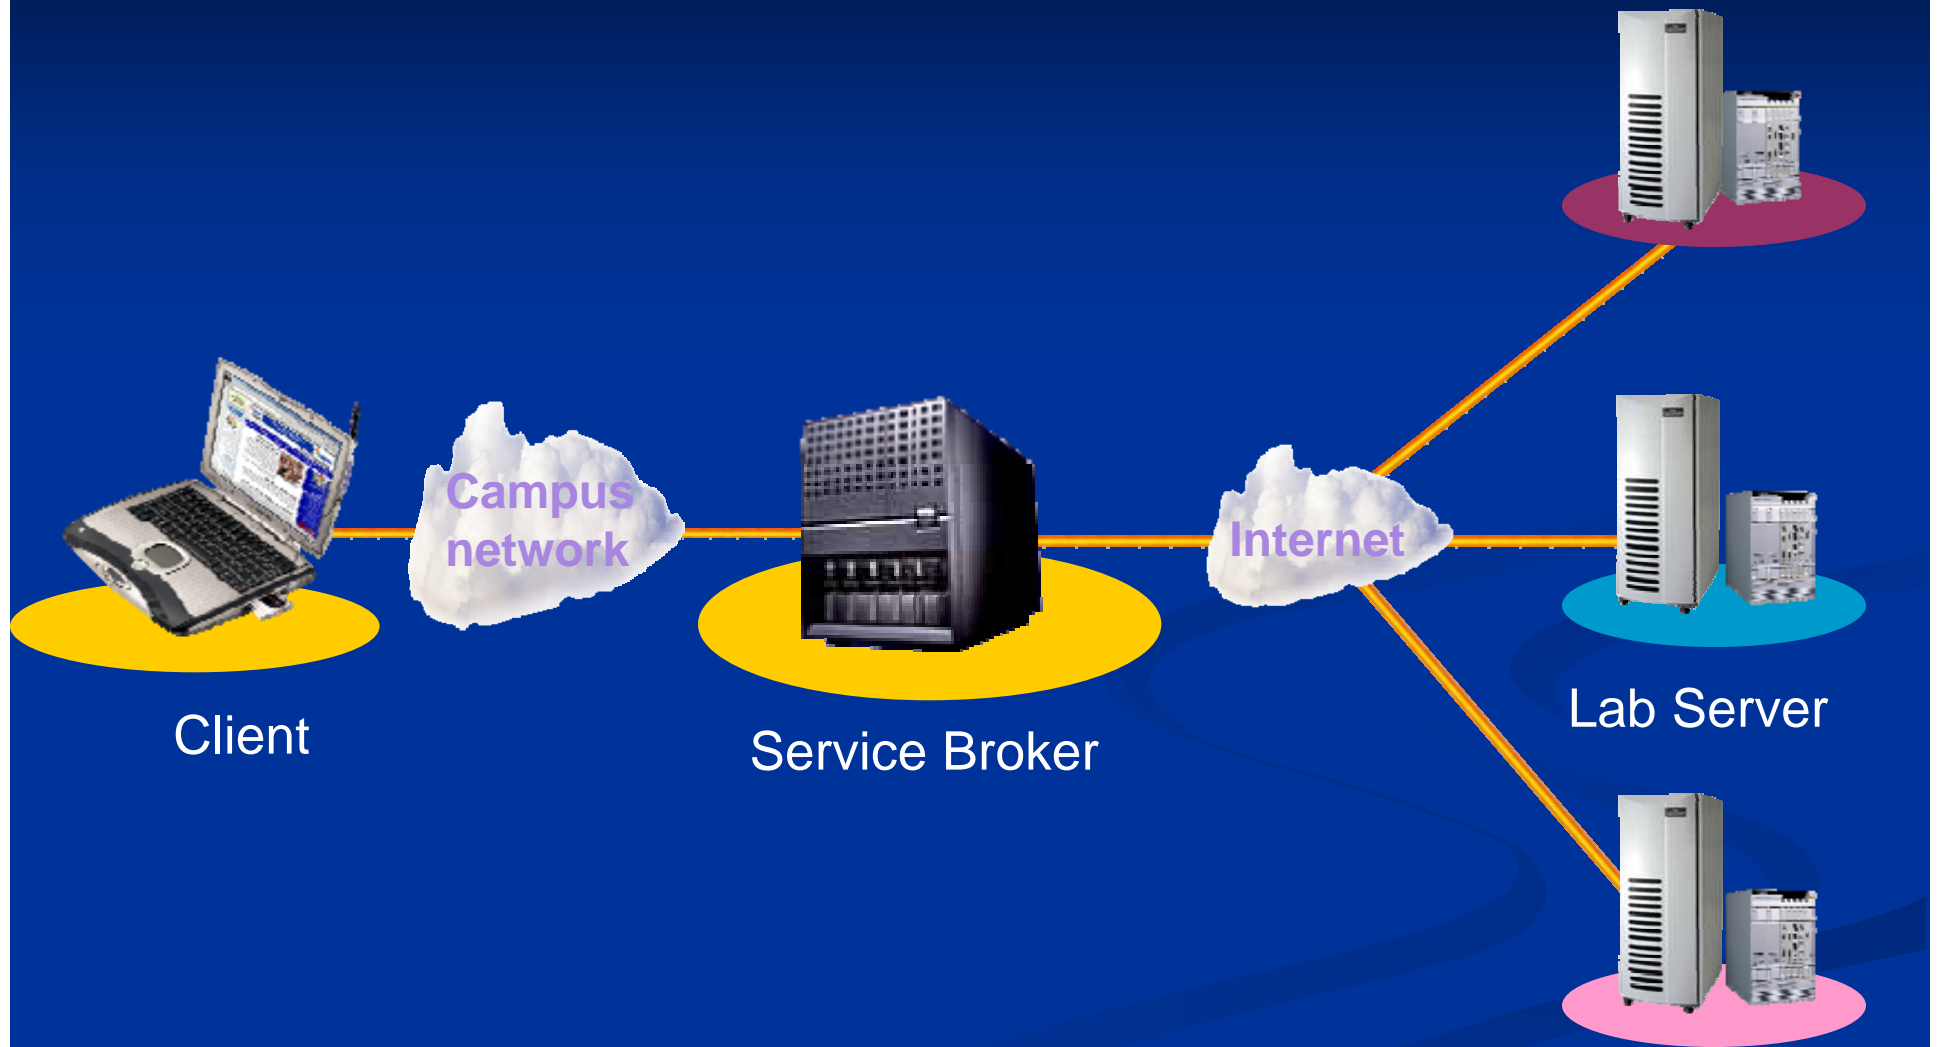 Campus
network
Internet
Client
Service Broker
Lab Server